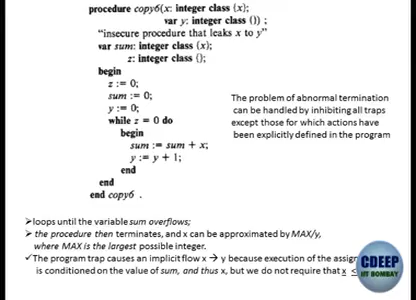 procedure copy6(x: integer class {x};
var y: integer class {}) ;
"insecure procedure that leaks x to y"
var sum: integer class {x};
z: integer class {};
begin
z := 0;
sum := 0;
y := 0;
while z = 0 do
begin
sum := sum + x;
y := y + 1;
end
end
end copy6 .
The problem of abnormal termination
can be handled by inhibiting all traps
except those for which actions have
been explicitly defined in the program
➢loops until the variable sum overflows;
➢ the procedure then terminates, and x can be approximated by MAX/y,
where MAX is the largest possible integer.
✓The program trap causes an implicit flow x → y because execution of the
is conditioned on the value of sum, and thus x, but we do not require that x ≤
CDEEP
IIT BOMBAY